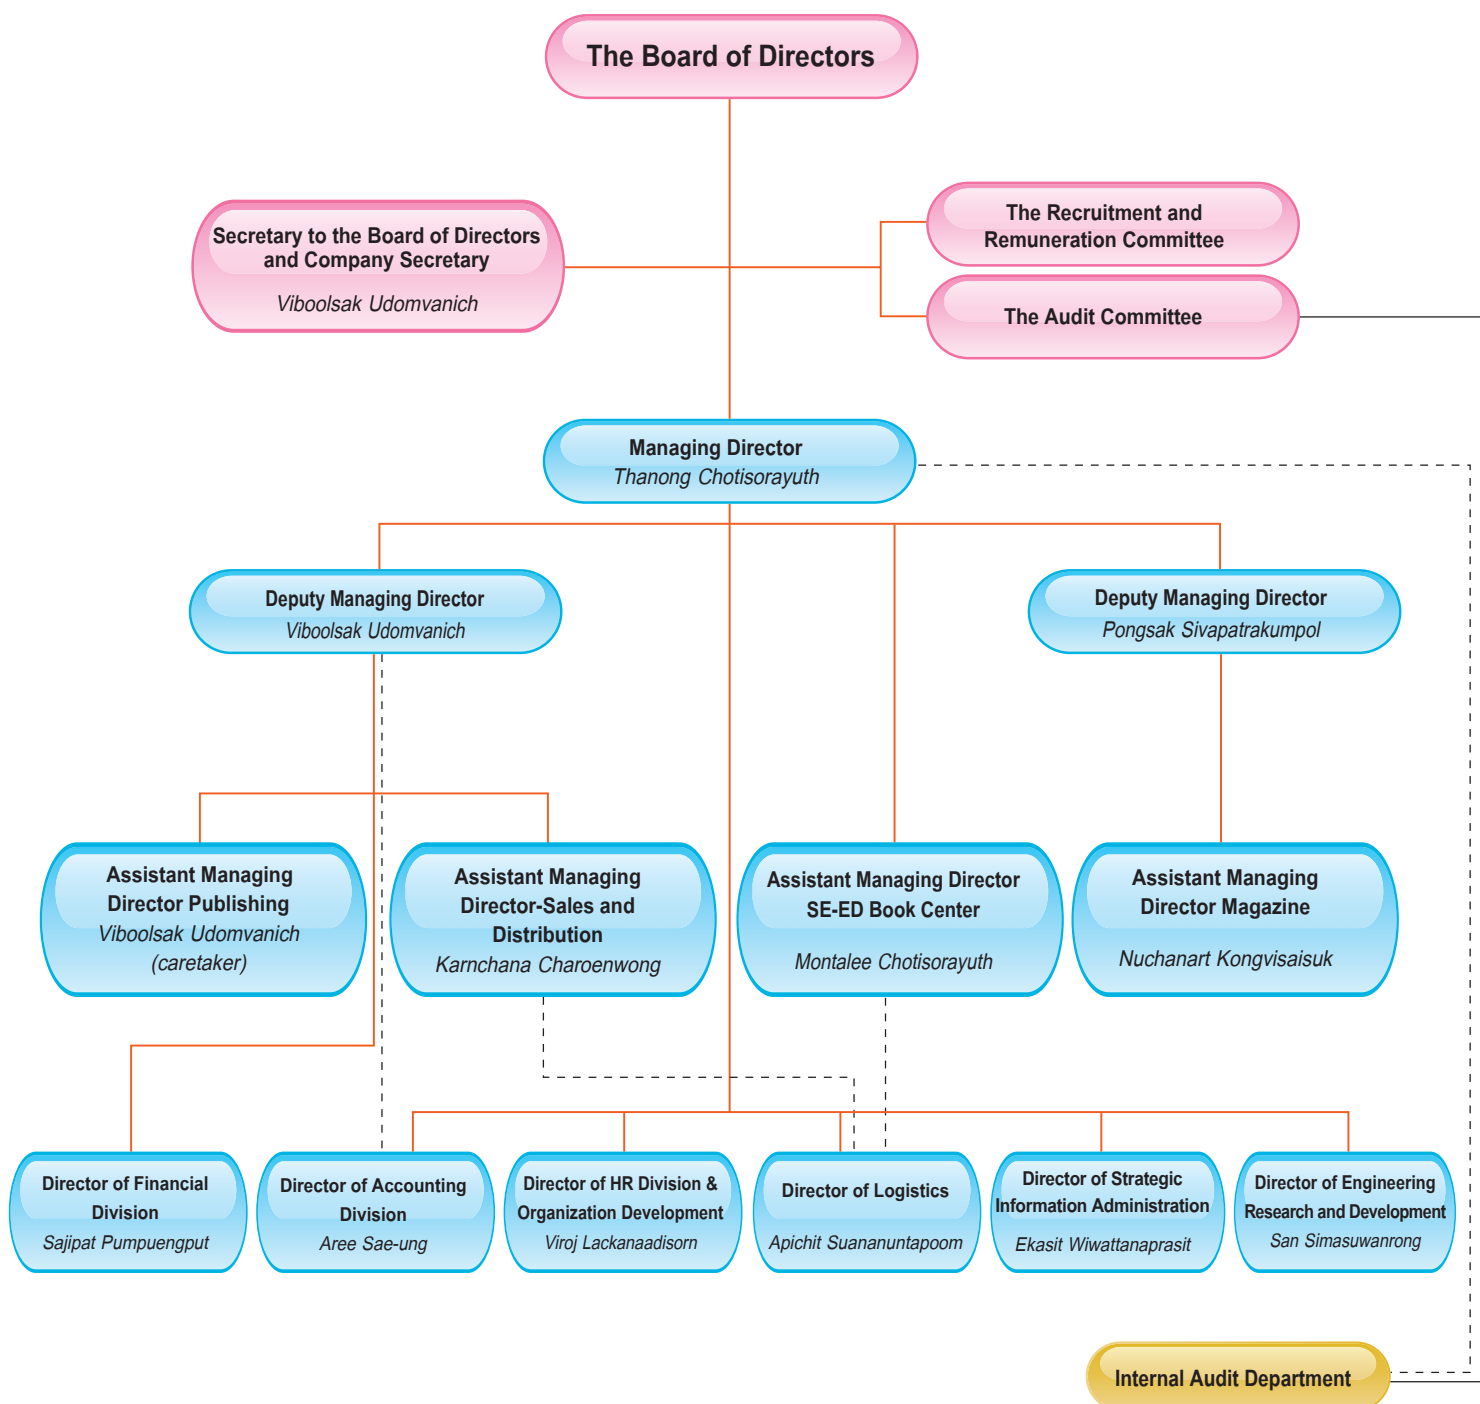 The Board of Directors
Secretary to the Board of Directors
and Company Secretary
Viboolsak Udomvanich
The Recruitment and
Remuneration Committee
The Audit Committee
Managing Director
Thanong Chotisorayuth
Deputy Managing Director
Viboolsak Udomvanich
Deputy Managing Director
Pongsak Sivapatrakumpol
Assistant Managing
Director Publishing
Viboolsak Udomvanich
(caretaker)
Assistant Managing
Director-Sales and
Distribution
Karnchana Charoenwong
Assistant Managing Director
SE-ED Book Center
Montalee Chotisorayuth
Assistant Managing
Director Magazine
Nuchanart Kongvisaisuk
Director of Financial
Division
Sajipat Pumpuengput
Director of Accounting
Division
Aree Sae-ung
Director of HR Division &
Organization Development
Viroj Lackanaadisorn
Director of Logistics
Apichit Suananuntapoom
Director of Strategic
Information Administration
Ekasit Wiwattanaprasit
Director of Engineering
Research and Development
San Simasuwanrong
Internal Audit Department